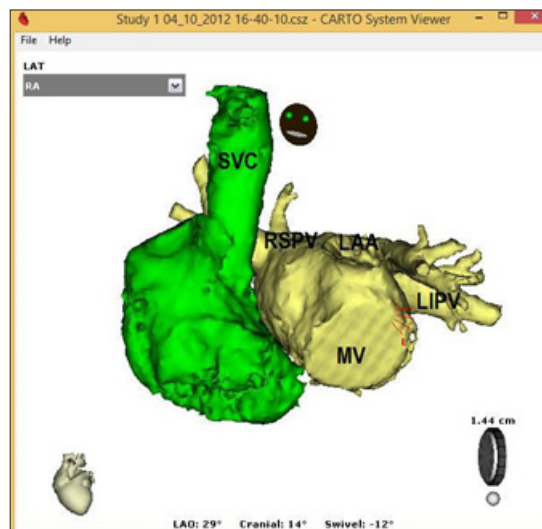 Study 1 04_10_2012 16-40-10.csz - CARTO System Viewer
File Help
LAT
RA
SVC
RSPV LAA
LIPV
MV
1.44 cm
LAO: 29° Cranial: 14° Swivel: -12°